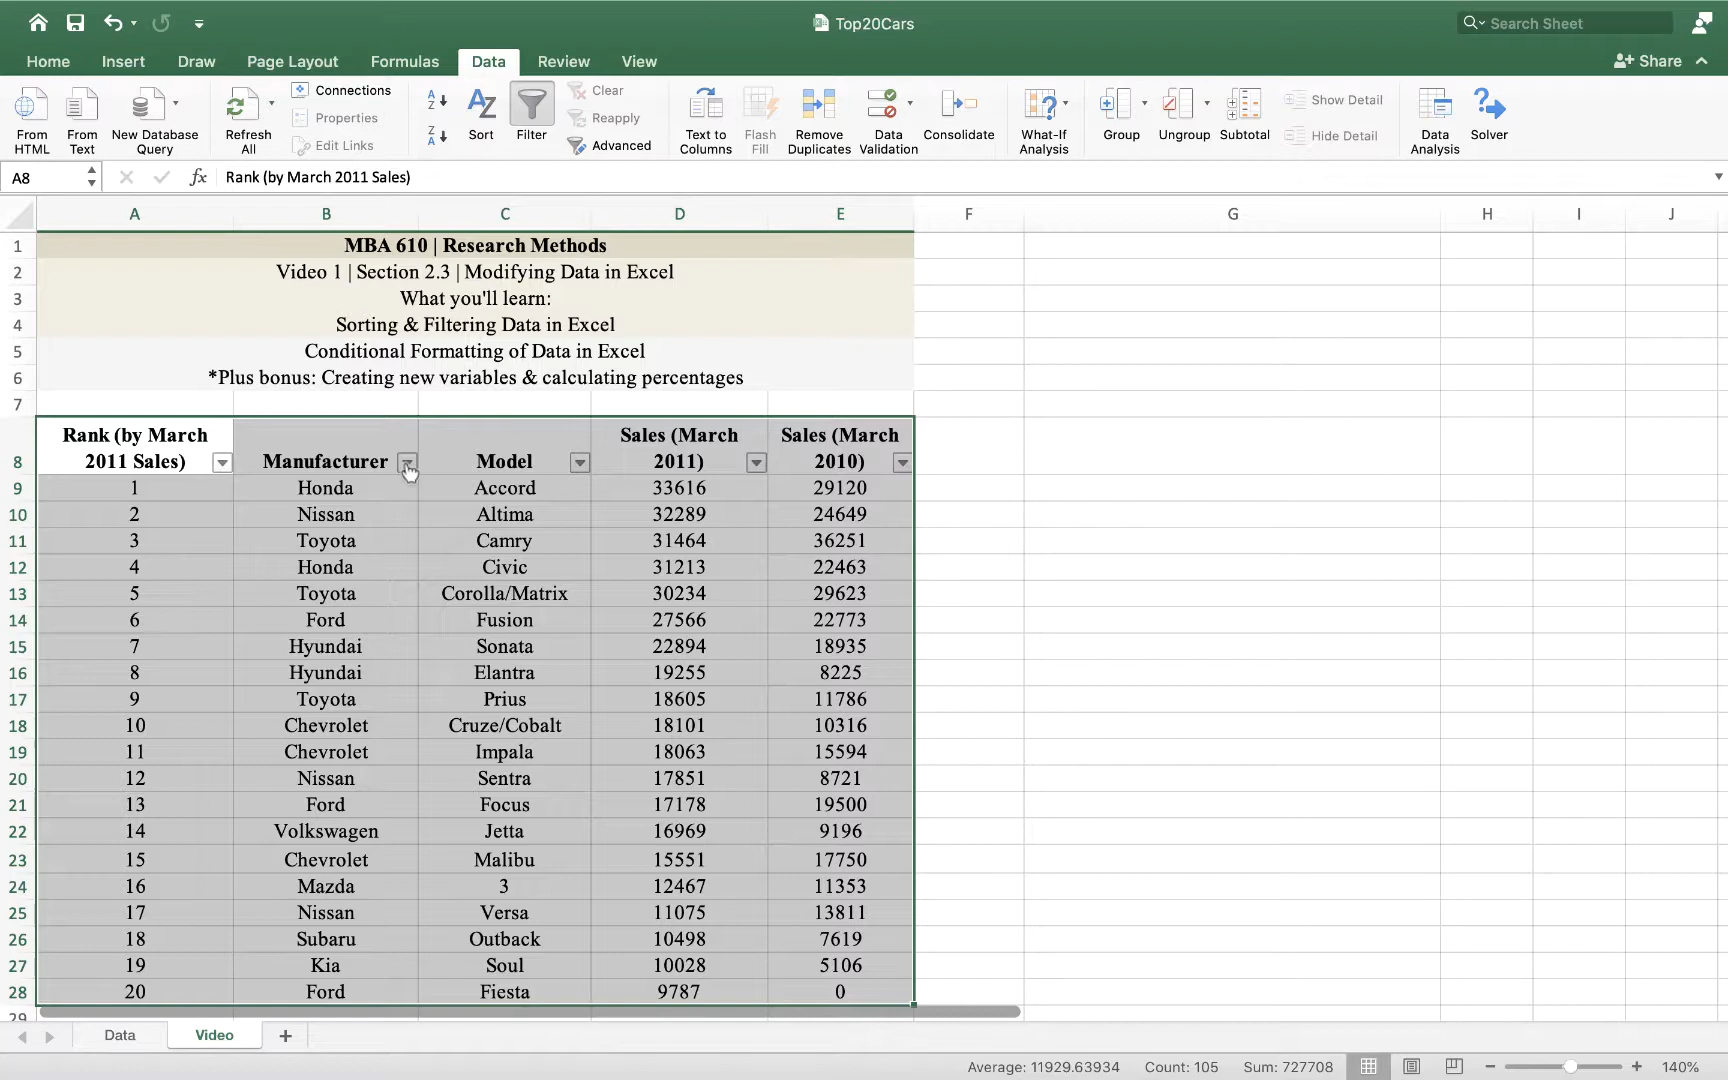 Top20Cars
Search Sheet
Home Insert Draw Page Layout Formulas Data Review View
Share
From HTML
From Text
New Database Query
Refresh All
Connections
Properties
Edit Links
A Z
Z A
Sort
Filter
Clear
Reapply
Advanced
Text to Columns
Flash Fill
Remove Duplicates
Data Validation
Consolidate
What-If Analysis
Group
Ungroup
Subtotal
Show Detail
Hide Detail
Data Analysis
Solver
A8 fx Rank (by March 2011 Sales)
A B C D E F G H I J
1 MBA 610 | Research Methods
2 Video 1 | Section 2.3 | Modifying Data in Excel
3 What you'll learn:
4 Sorting & Filtering Data in Excel
5 Conditional Formatting of Data in Excel
6 *Plus bonus: Creating new variables & calculating percentages
7
Rank (by March Sales (March Sales (March
8 2011 Sales) Manufacturer Model 2011) 2010)
9 1 Honda Accord 33616 29120
10 2 Nissan Altima 32289 24649
11 3 Toyota Camry 31464 36251
12 4 Honda Civic 31213 22463
13 5 Toyota Corolla/Matrix 30234 29623
14 6 Ford Fusion 27566 22773
15 7 Hyundai Sonata 22894 18935
16 8 Hyundai Elantra 19255 8225
17 9 Toyota Prius 18605 11786
18 10 Chevrolet Cruze/Cobalt 18101 10316
19 11 Chevrolet Impala 18063 15594
20 12 Nissan Sentra 17851 8721
21 13 Ford Focus 17178 19500
22 14 Volkswagen Jetta 16969 9196
23 15 Chevrolet Malibu 15551 17750
24 16 Mazda 3 12467 11353
25 17 Nissan Versa 11075 13811
26 18 Subaru Outback 10498 7619
27 19 Kia Soul 10028 5106
28 20 Ford Fiesta 9787 0
29
Data Video +
Average: 11929.63934 Count: 105 Sum: 727708 140%